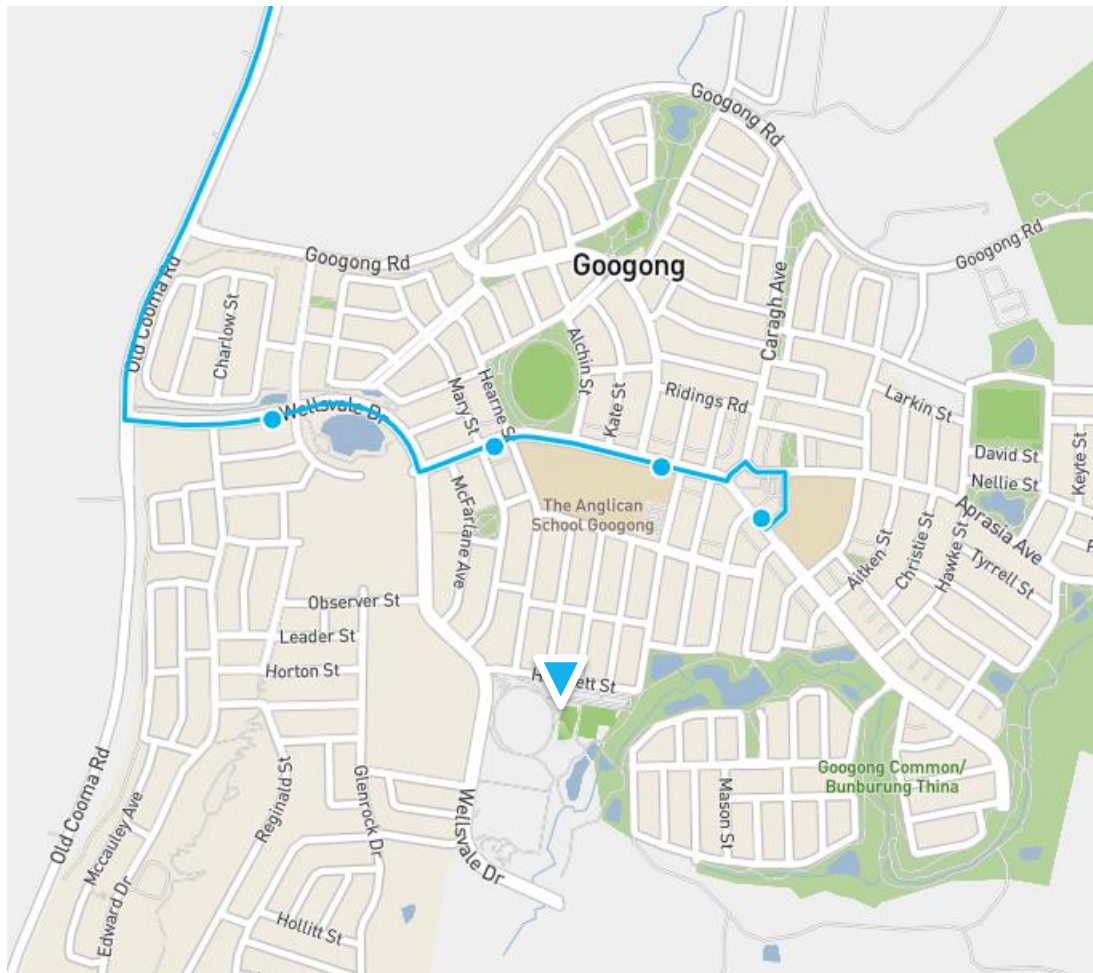 Googong Rd
Googong Rd
Googong Rd
Googong
Old Cooma Rd
Charlow St
Caragh Ave
Alchin St
Hearne S
Mary St
Kate St
Ridings Rd
Larkin St
Wellsvale Dr
David St
Nellie St
Keyte St
McFarlane Ave
The Anglican
School Googong
Aprasia Ave
Aitken St
Christie St
Hawke St
Tyrrell St
Observer St
Leader St
Horton St
ett St
Googong Common/
Bunburung Thina
Mason St
Old Cooma Rd
Mccauley Ave
Reginald St
Glenrock Dr
Wellsvale Dr
Edward Dr
Hollitt St